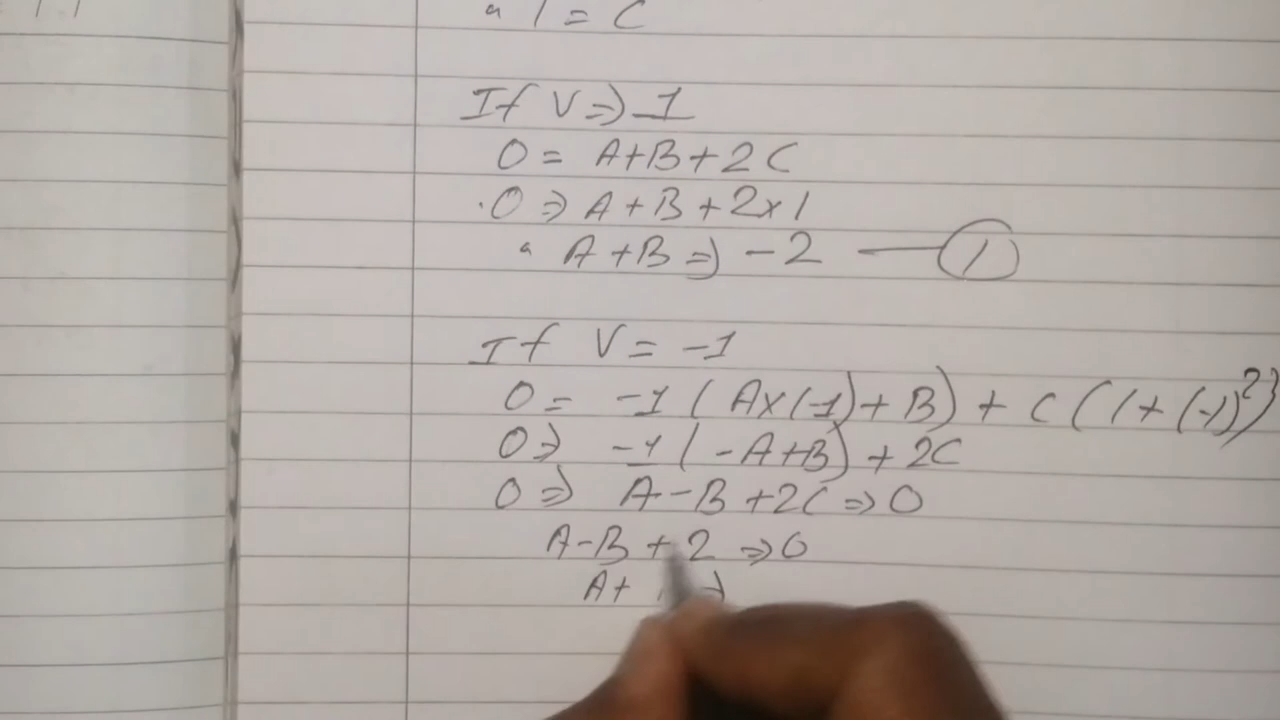 1 = C
If V ⇒ 1
0 = A+B+2C
0 ⇒ A+B+2×1
A+B ⇒ -2 — 1
If V = -1
0 = -1(A×(-1)+B) + C(1+(-1)²)
0 ⇒ -1(-A+B)+2C
0 ⇒ A-B+2C ⇒ 0
A-B+2 ⇒ 0
A+